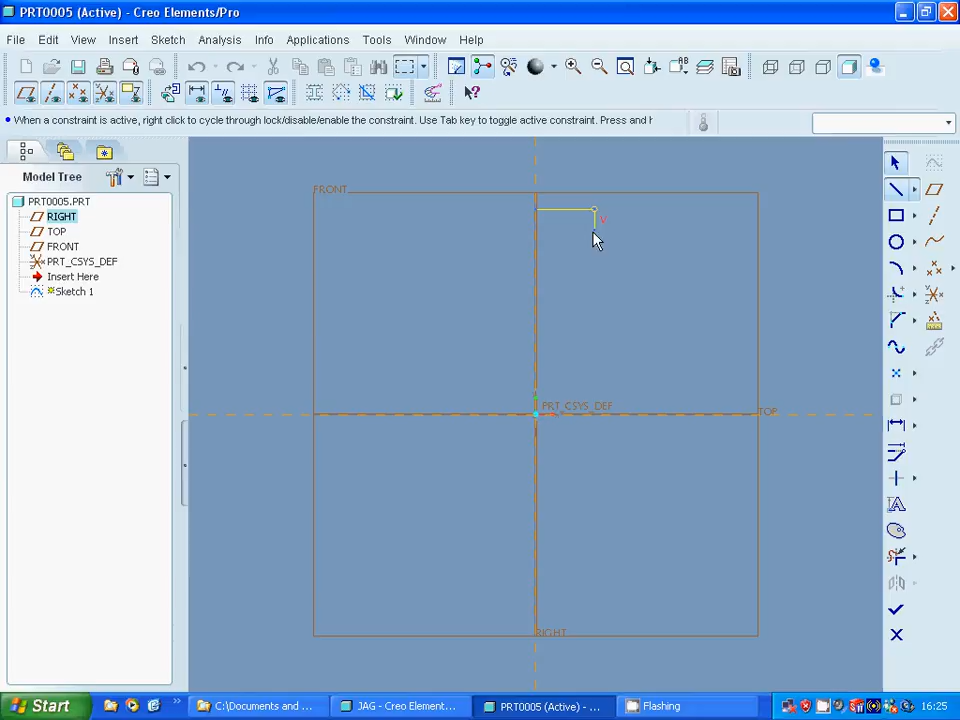 PRT0005 (Active) - Creo Elements/Pro
File Edit View Insert Sketch Analysis Info Applications Tools Window Help
When a constraint is active, right click to cycle through lock/disable/enable the constraint. Use Tab key to toggle active constraint. Press and h
Model Tree
PRT0005.PRT
RIGHT
TOP
FRONT
PRT_CSYS_DEF
Insert Here
Sketch 1
FRONT
V
PRT_CSYS_DEF
TOP
RIGHT
Start
C:\Documents and ...
JAG - Creo Element...
PRT0005 (Active) - ...
Flashing
16:25